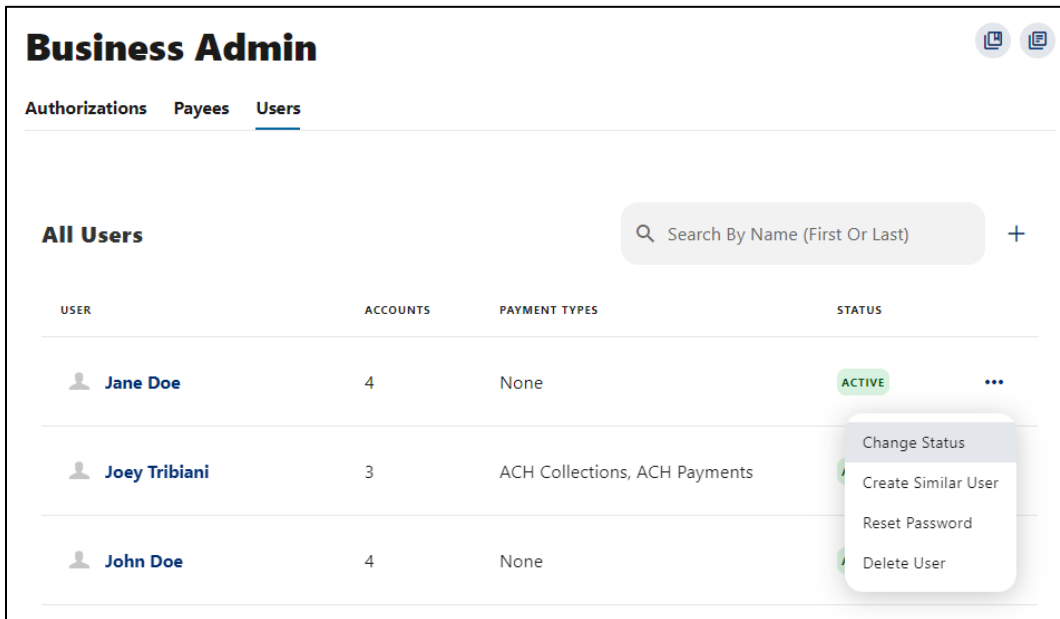 Business Admin
Authorizations Payees Users
All Users
Search By Name (First Or Last)
USER ACCOUNTS PAYMENT TYPES STATUS
Jane Doe 4 None ACTIVE
Change Status
Joey Tribiani 3 ACH Collections, ACH Payments
Create Similar User
Reset Password
John Doe 4 None
Delete User